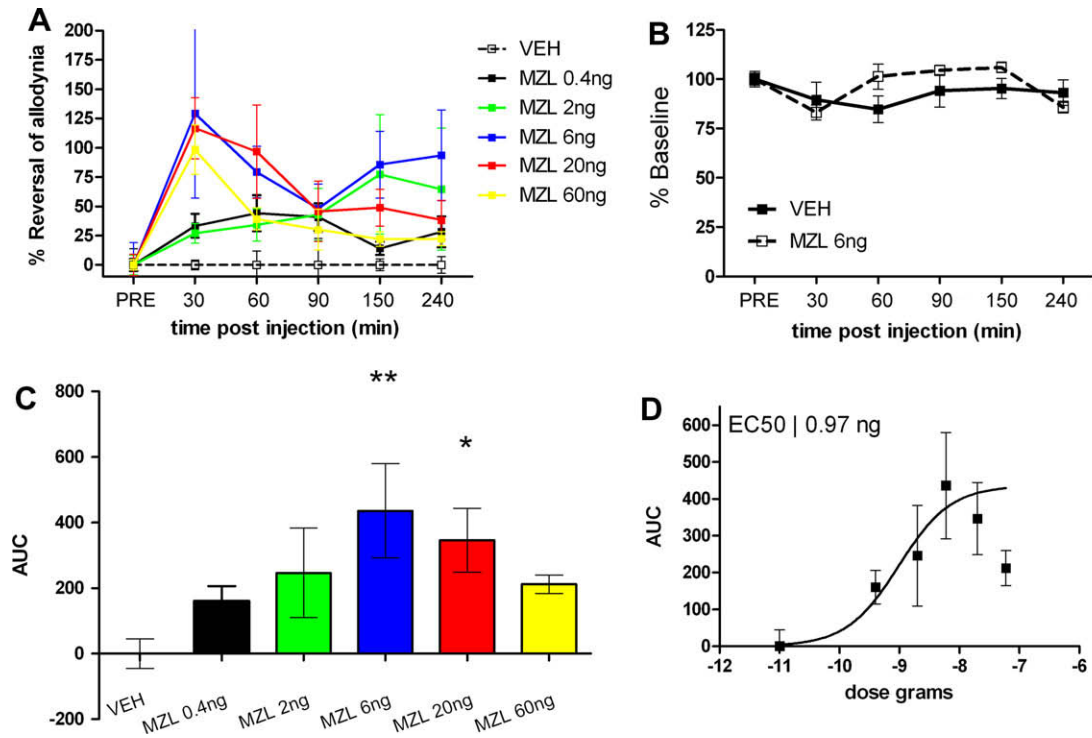 A
200
175
150
125
100
75
50
25
0
% Reversal of allodynia
PRE 30 60 90 150 240
time post injection (min)
VEH
MZL 0.4ng
MZL 2ng
MZL 6ng
MZL 20ng
MZL 60ng
B
125
100
75
50
25
0
% Baseline
VEH
MZL 6ng
PRE 30 60 90 150 240
time post injection (min)
C
800
600
400
200
0
-200
AUC
**
*
VEH
MZL 0.4ng
MZL 2ng
MZL 6ng
MZL 20ng
MZL 60ng
D
EC50 | 0.97 ng
600
500
400
300
200
100
0
AUC
-12 -11 -10 -9 -8 -7 -6
dose grams